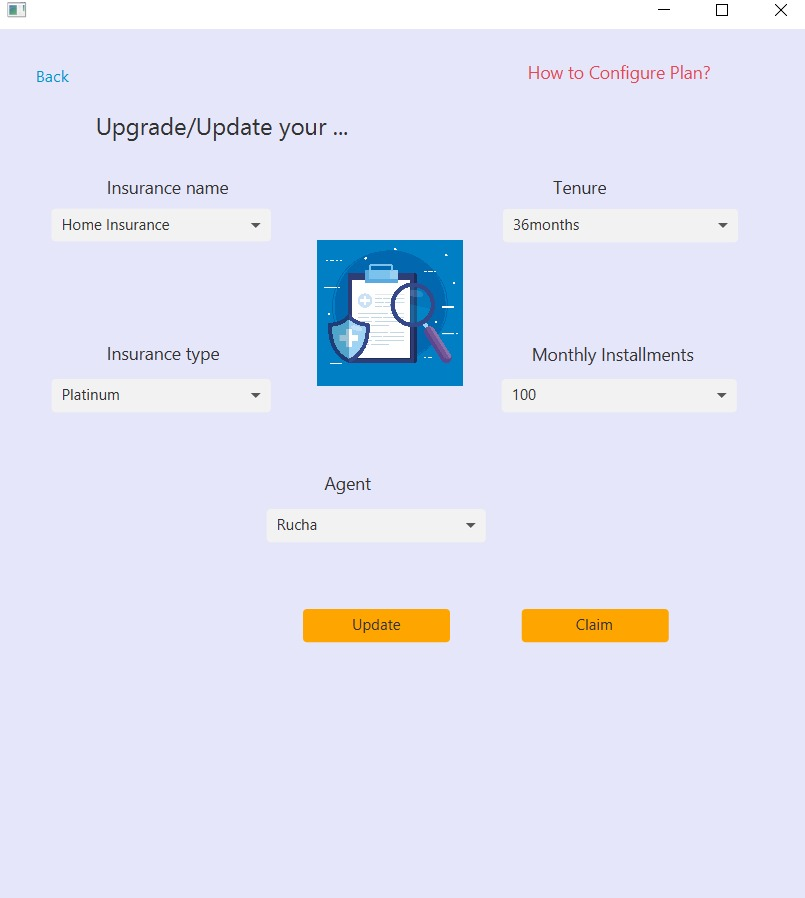 Back
How to Configure Plan?
Upgrade/Update your ...
Insurance name
Tenure
Home Insurance
36months
Insurance type
Monthly Installments
Platinum
100
Agent
Rucha
Update
Claim